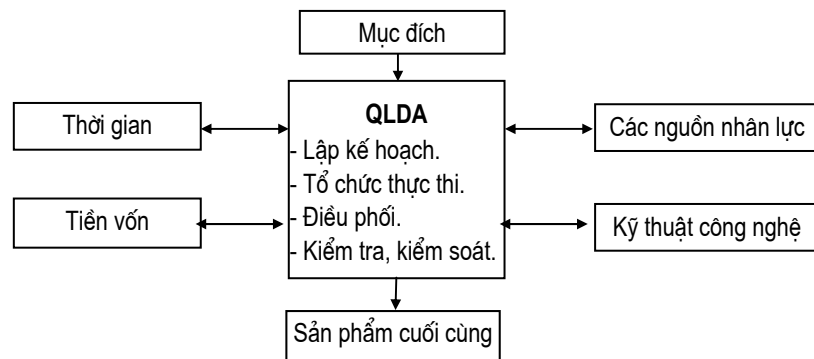 Mục đích
QLDA
- Lập kế hoạch.
- Tổ chức thực thi.
- Điều phối.
- Kiểm tra, kiểm soát.
Thời gian
Tiền vốn
Các nguồn nhân lực
Kỹ thuật công nghệ
Sản phẩm cuối cùng